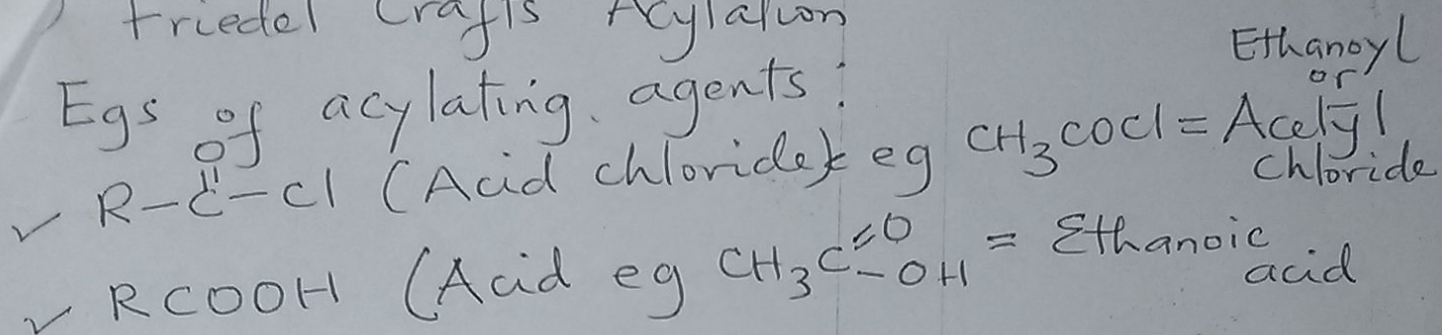 Friedel Crafts Acylation
Egs of acylating agents:
R-C(=O)-Cl (Acid chloride) eg CH₃COCl = Ethanoyl or Acetyl Chloride
RCOOH (Acid eg CH₃C(=O)-OH = Ethanoic acid